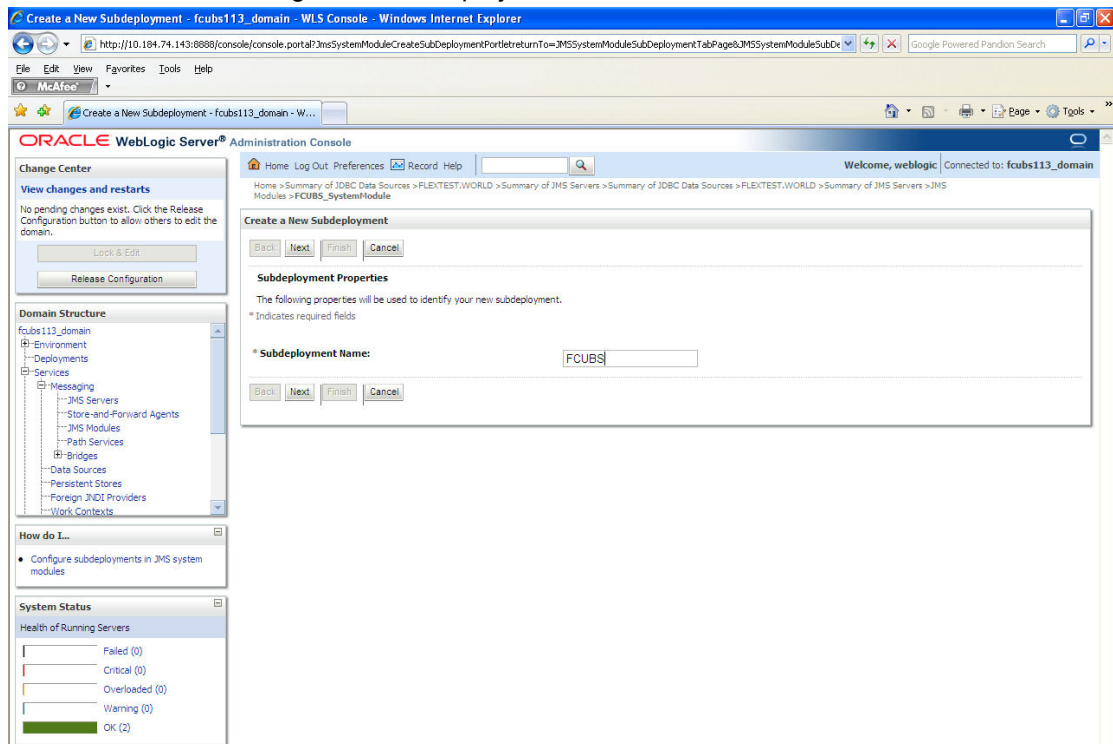 Create a New Subdeployment - fcubs113_domain - WLS Console - Windows Internet Explorer
http://10.184.74.143:8888/console/console.portal?JmsSystemModuleCreateSubDeploymentPortletreturnTo=JMSSystemModuleSubDeploymentTabPage&JMSSystemModuleSubDe
Google Powered Pandion Search
File Edit View Favorites Tools Help
McAfee
Create a New Subdeployment - fcubs113_domain - W...
Page Tools
ORACLE WebLogic Server® Administration Console
Change Center
View changes and restarts
No pending changes exist. Click the Release
Configuration button to allow others to edit the
domain.
Lock & Edit
Release Configuration
Domain Structure
fcubs113_domain
Environment
Deployments
Services
Messaging
JMS Servers
Store-and-Forward Agents
JMS Modules
Path Services
Bridges
Data Sources
Persistent Stores
Foreign JNDI Providers
Work Contexts
How do I...
Configure subdeployments in JMS system
modules
System Status
Health of Running Servers
Failed (0)
Critical (0)
Overloaded (0)
Warning (0)
OK (2)
Home Log Out Preferences Record Help
Welcome, weblogic Connected to: fcubs113_domain
Home >Summary of JDBC Data Sources >FLEXTEST.WORLD >Summary of JMS Servers >Summary of JDBC Data Sources >FLEXTEST.WORLD >Summary of JMS Servers >JMS
Modules >FCUBS_SystemModule
Create a New Subdeployment
Back Next Finish Cancel
Subdeployment Properties
The following properties will be used to identify your new subdeployment.
* Indicates required fields
* Subdeployment Name: FCUBS
Back Next Finish Cancel